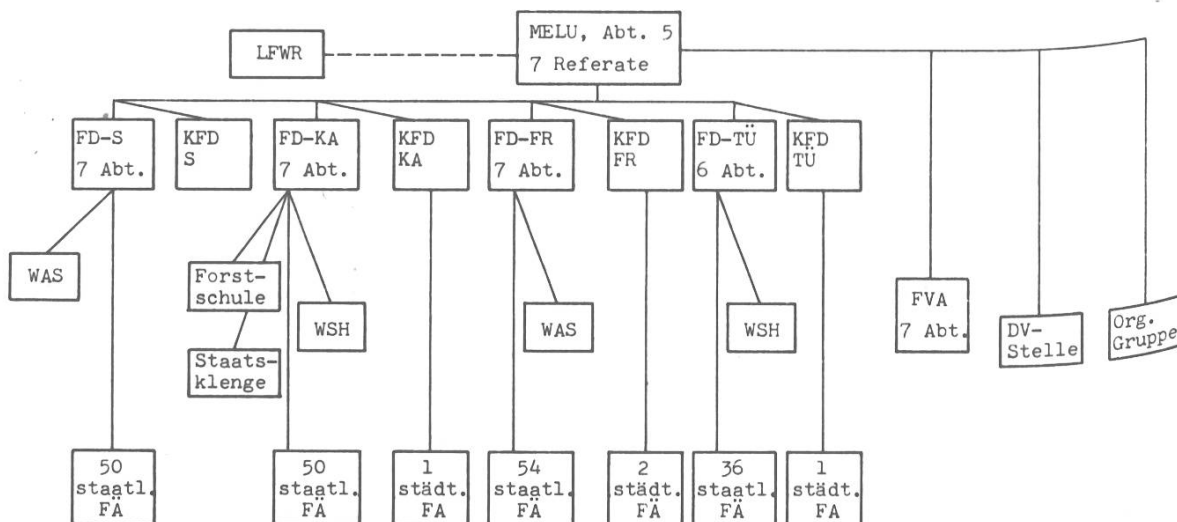 LFWR
MELU, Abt. 5
7 Referate
FD-S
7 Abt.
KFD
S
FD-KA
7 Abt.
KFD
KA
FD-FR
7 Abt.
KFD
FR
FD-TÜ
6 Abt.
KFD
TÜ
WAS
Forst-
schule
Staats-
klenge
WSH
WAS
WSH
FVA
7 Abt.
DV-
Stelle
Org.
Gruppe
50
staatl.
FÄ
50
staatl.
FÄ
1
städt.
FA
54
staatl.
FÄ
2
städt.
FÄ
36
staatl.
FÄ
1
städt.
FA